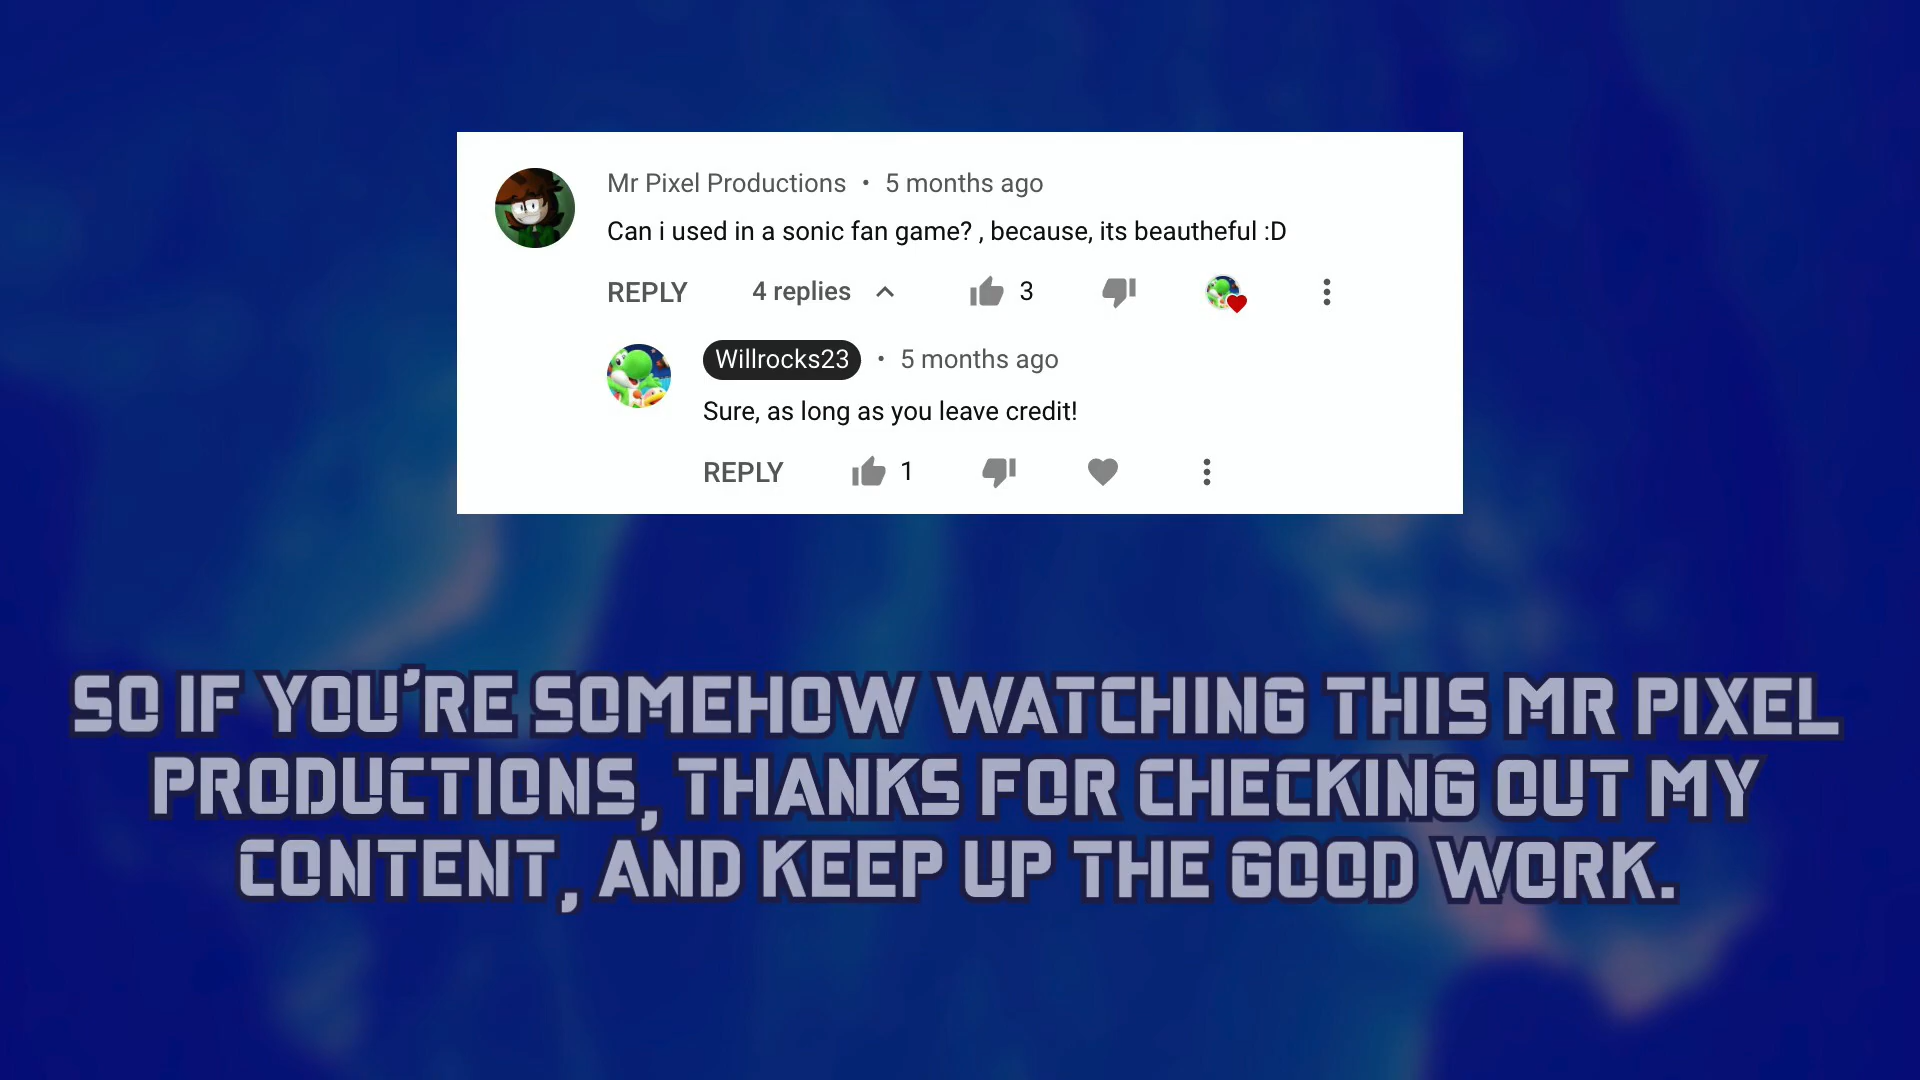 Mr Pixel Productions • 5 months ago
Can i used in a sonic fan game? , because, its beautheful :D
REPLY 4 replies 3
Willrocks23 • 5 months ago
Sure, as long as you leave credit!
REPLY 1
SO IF YOU'RE SOMEHOW WATCHING THIS MR PIXEL
PRODUCTIONS, THANKS FOR CHECKING OUT MY
CONTENT, AND KEEP UP THE GOOD WORK.